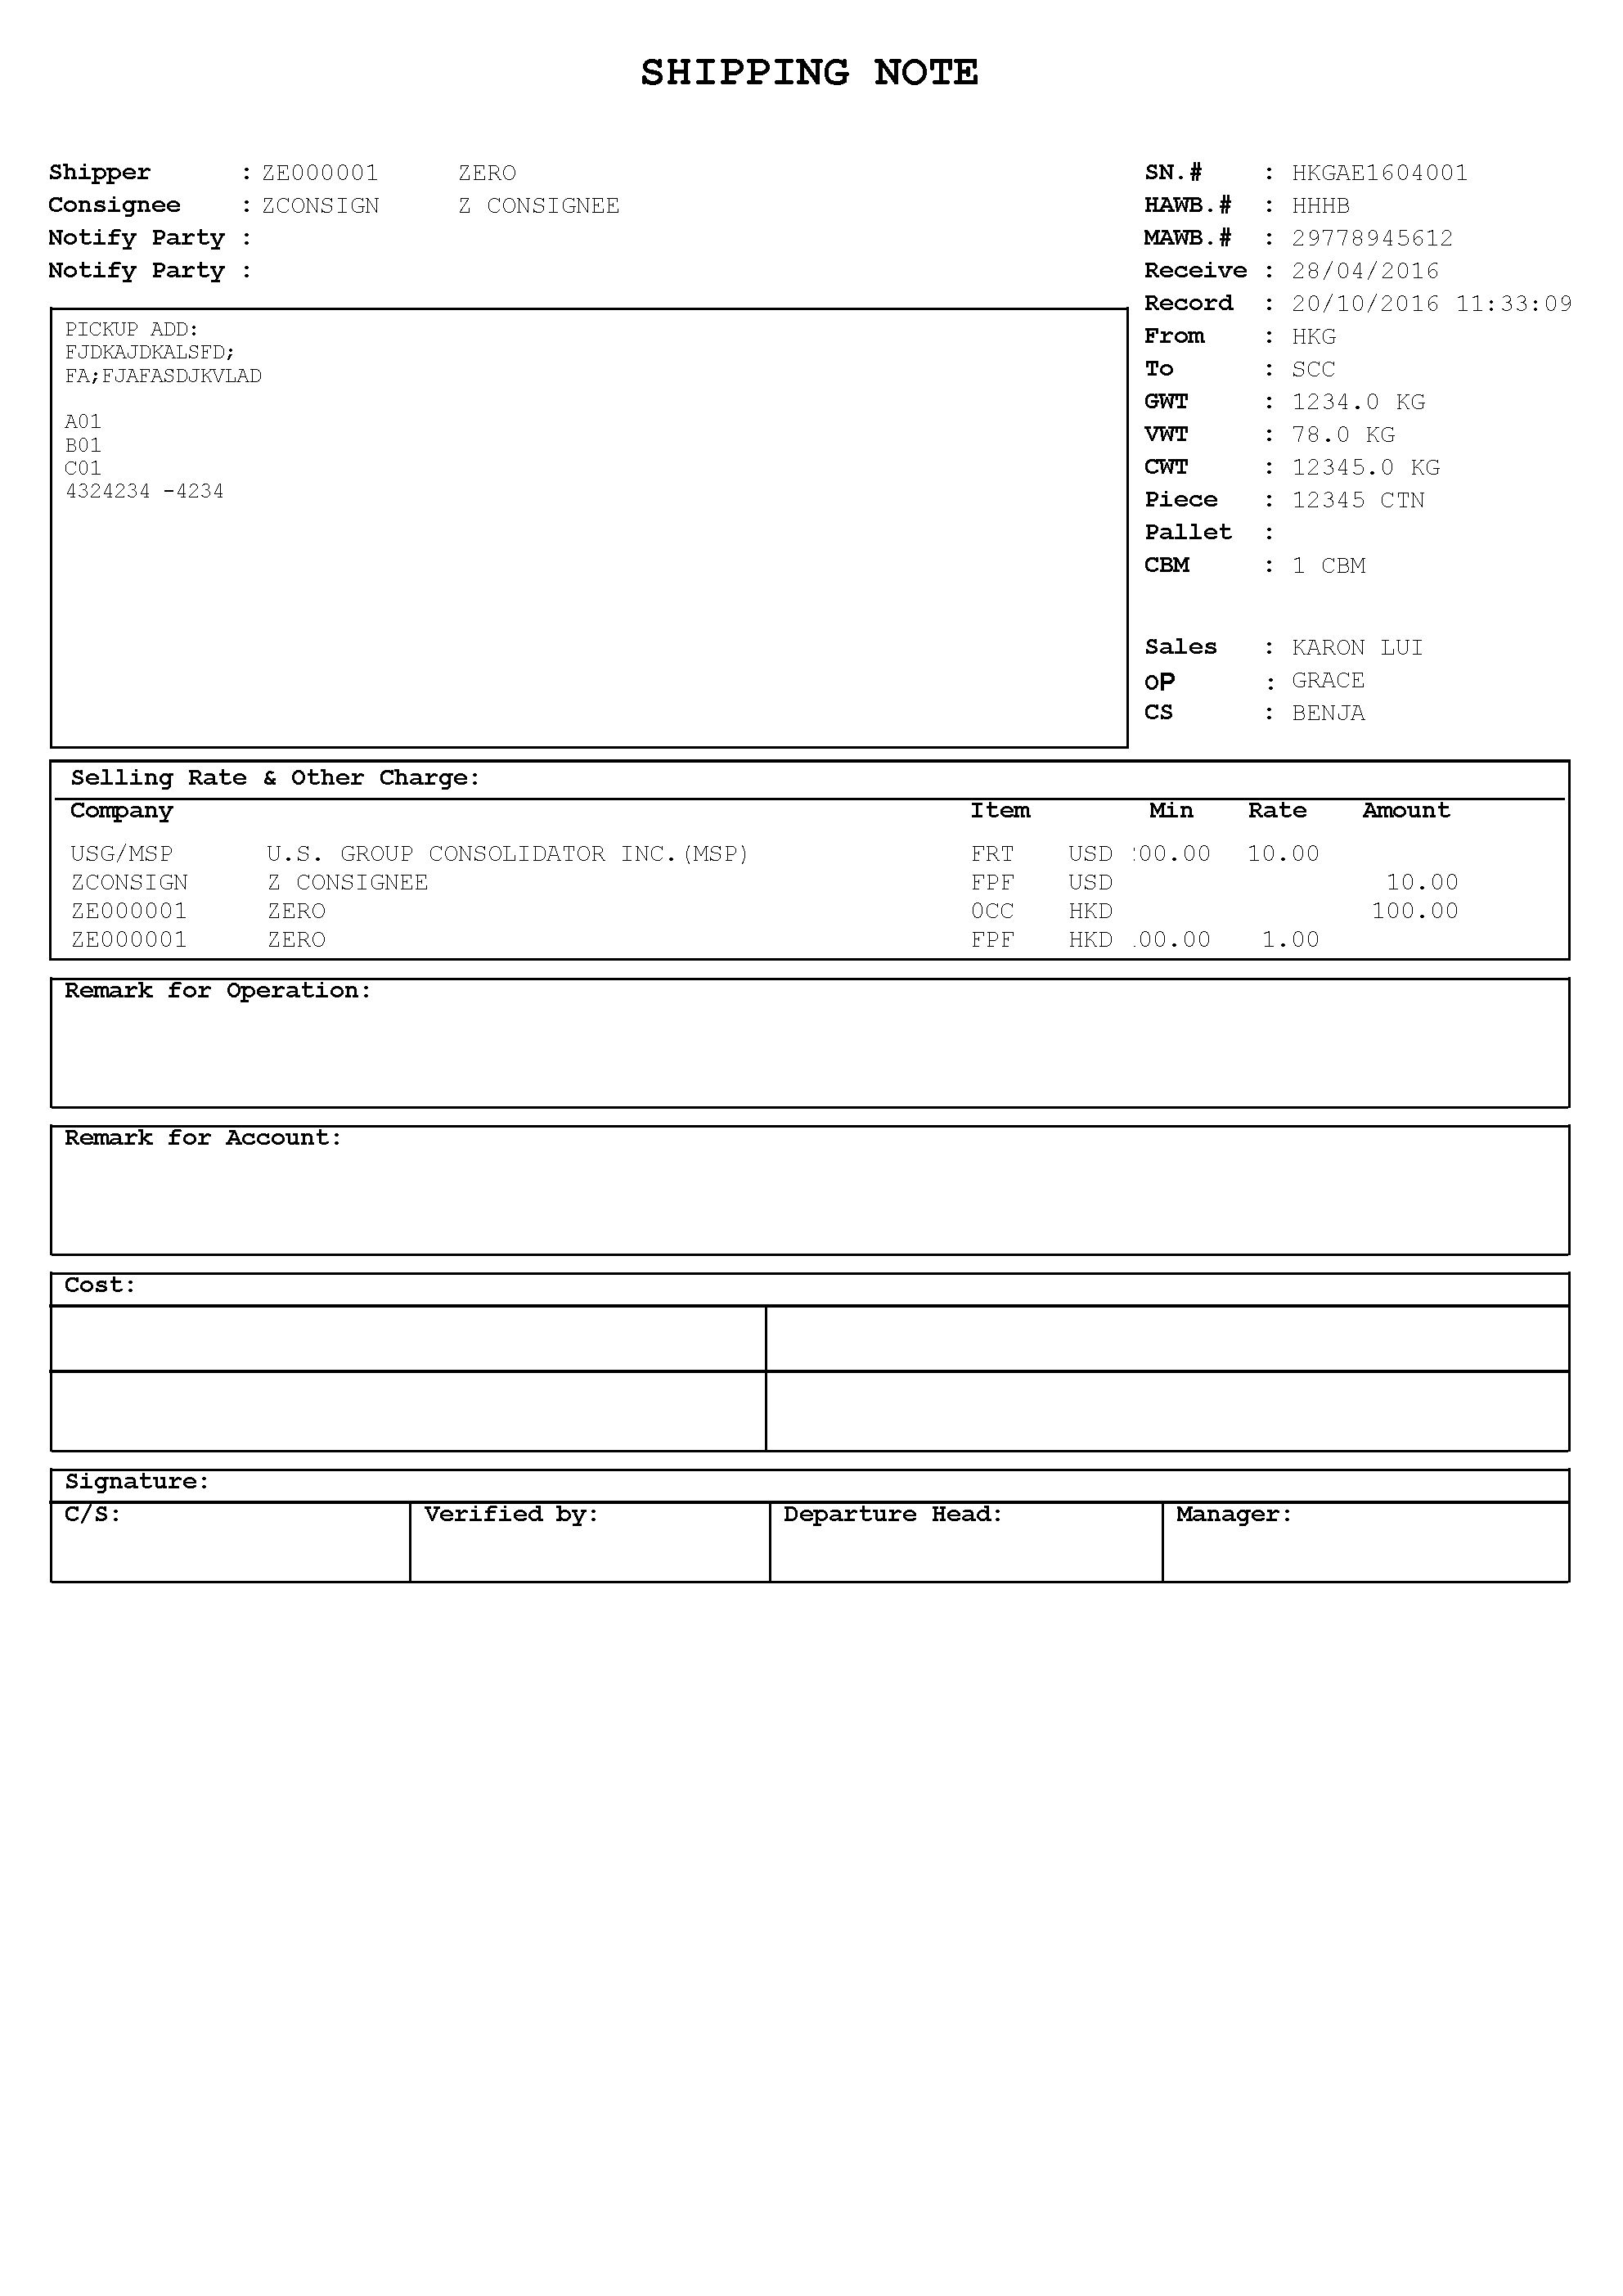 SHIPPING NOTE
Shipper : ZE000001 ZERO
Consignee : ZCONSIGN Z CONSIGNEE
Notify Party :
Notify Party :
SN.# : HKGAE1604001
HAWB.# : HHHB
MAWB.# : 29778945612
Receive : 28/04/2016
Record : 20/10/2016 11:33:09
From : HKG
To : SCC
GWT : 1234.0 KG
VWT : 78.0 KG
CWT : 12345.0 KG
Piece : 12345 CTN
Pallet :
CBM : 1 CBM
Sales : KARON LUI
OP : GRACE
CS : BENJA
PICKUP ADD:
FJDKAJDKALSFD;
FA;FJAFASDJKVLAD
A01
B01
C01
4324234 -4234
Selling Rate & Other Charge:
Company Item Min Rate Amount
USG/MSP U.S. GROUP CONSOLIDATOR INC.(MSP) FRT USD 00.00 10.00
ZCONSIGN Z CONSIGNEE FPF USD 10.00
ZE000001 ZERO 0CC HKD 100.00
ZE000001 ZERO FPF HKD 00.00 1.00
Remark for Operation:
Remark for Account:
Cost:
Signature:
C/S: Verified by: Departure Head: Manager: